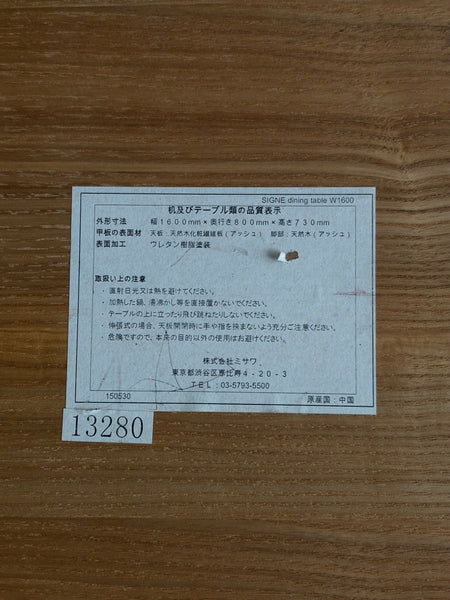 SIGNE dining table W1600
机及びテーブル類の品質表示
外形寸法 幅1600mm×奥行き800mm×高さ730mm
甲板の表面材 天板:天然木化粧繊維板(アッシュ) 脚部:天然木(アッシュ)
表面加工 ウレタン樹脂塗装
取扱い上の注意
・直射日光又は熱を避けてください。
・加熱した鍋、湯沸かし等を直接置かないでください。
・テーブルの上に立ったり飛び跳ねたりしないでください。
・伸張式の場合、天板開閉時に手や指を挟まないよう充分ご注意ください。
・危険ですので、本来の目的以外の使用はお避けください。
株式会社ミサワ
東京都渋谷区恵比寿4-20-3
TEL:03-5793-5500
150530 原産国:中国
13280